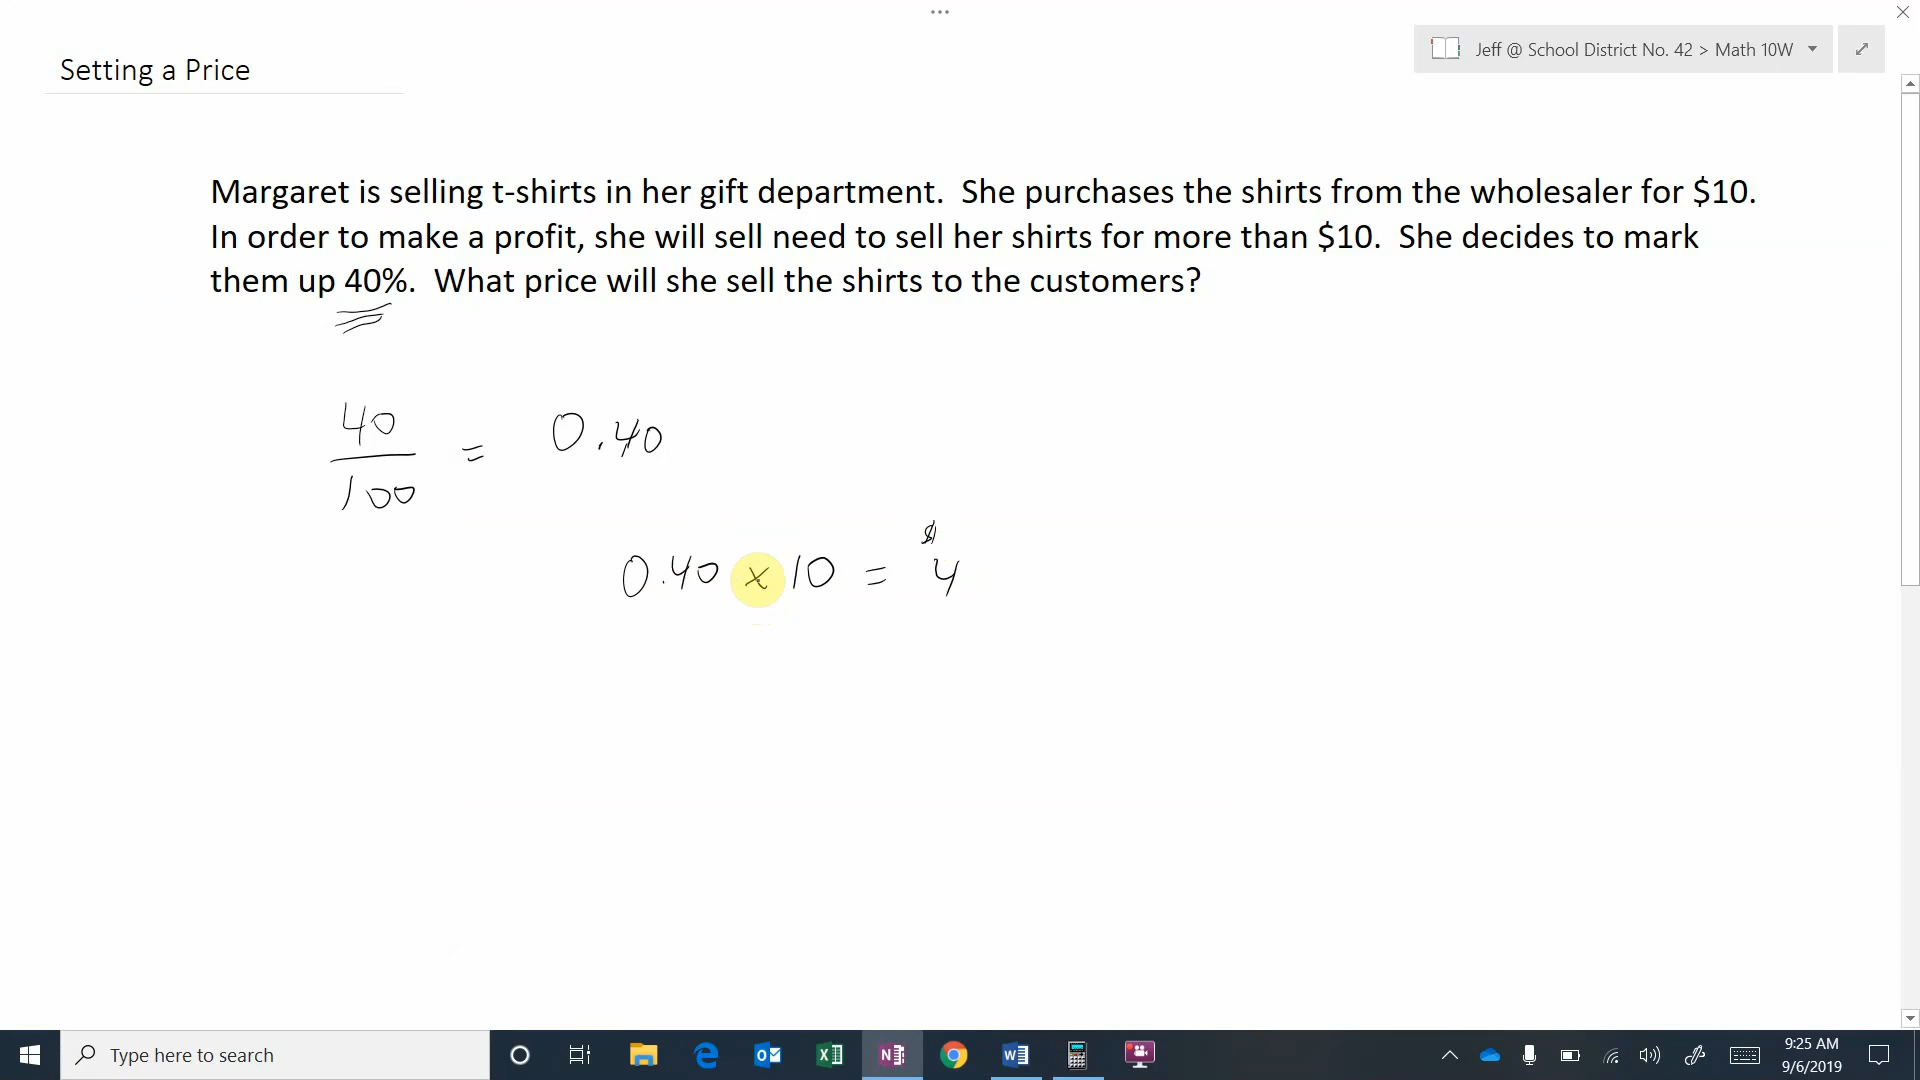 Jeff @ School District No. 42 > Math 10W
Setting a Price
Margaret is selling t-shirts in her gift department. She purchases the shirts from the wholesaler for $10.
In order to make a profit, she will sell need to sell her shirts for more than $10. She decides to mark
them up 40%. What price will she sell the shirts to the customers?
40
100
= 0.40
0.40 x 10 = $4
Type here to search
9:25 AM
9/6/2019